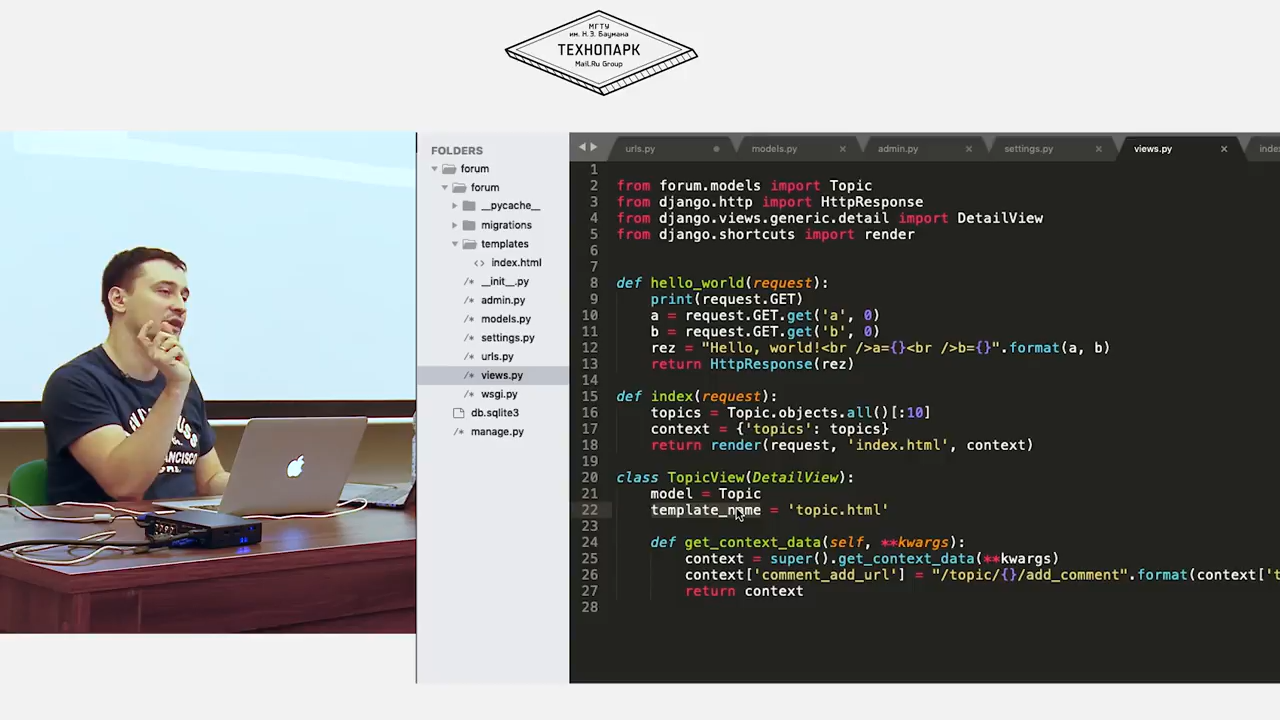 МГТУ
им. Н.Э. Баумана
ТЕХНОПАРК
Mail.Ru Group
FOLDERS
forum
forum
__pycache__
migrations
templates
<> index.html
/* __init__.py
/* admin.py
/* models.py
/* settings.py
/* urls.py
/* views.py
/* wsgi.py
db.sqlite3
manage.py
urls.py models.py admin.py settings.py views.py inde
1
2 from forum.models import Topic
3 from django.http import HttpResponse
4 from django.views.generic.detail import DetailView
5 from django.shortcuts import render
6
7
8 def hello_world(request):
9 print(request.GET)
10 a = request.GET.get('a', 0)
11 b = request.GET.get('b', 0)
12 rez = "Hello, world!<br />a={}<br />b={}".format(a, b)
13 return HttpResponse(rez)
14
15 def index(request):
16 topics = Topic.objects.all()[:10]
17 context = {'topics': topics}
18 return render(request, 'index.html', context)
19
20 class TopicView(DetailView):
21 model = Topic
22 template_name = 'topic.html'
23
24 def get_context_data(self, **kwargs):
25 context = super().get_context_data(**kwargs)
26 context['comment_add_url'] = "/topic/{}/add_comment".format(context['t
27 return context
28